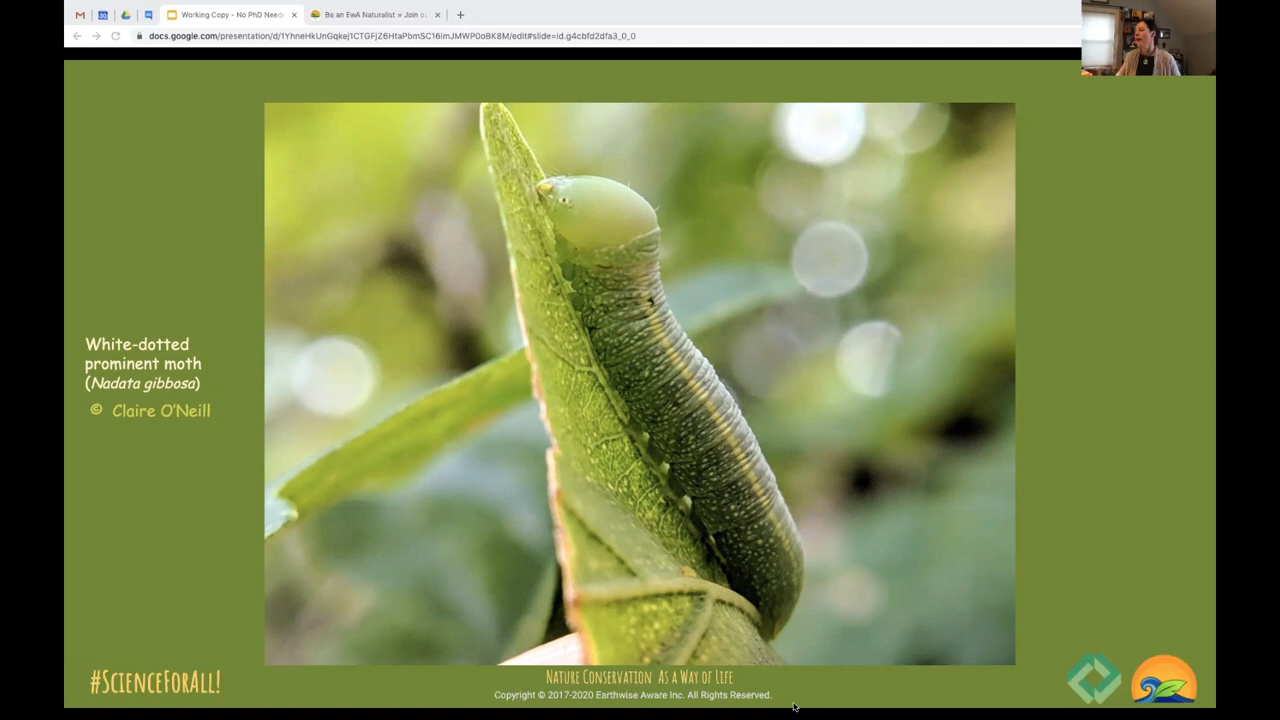 Working Copy - No PhD Need
Be an EwA Naturalist » Join ou
docs.google.com/presentation/d/1YhneHkUnGqkej1CTGFjZ6HtaPbmSC16imJMWP0oBK8M/edit#slide=id.g4cbfd2dfa3_0_0
White-dotted
prominent moth
(Nadata gibbosa)
© Claire O'Neill
#ScienceForAll!
Nature Conservation As a Way of Life
Copyright © 2017-2020 Earthwise Aware Inc. All Rights Reserved.